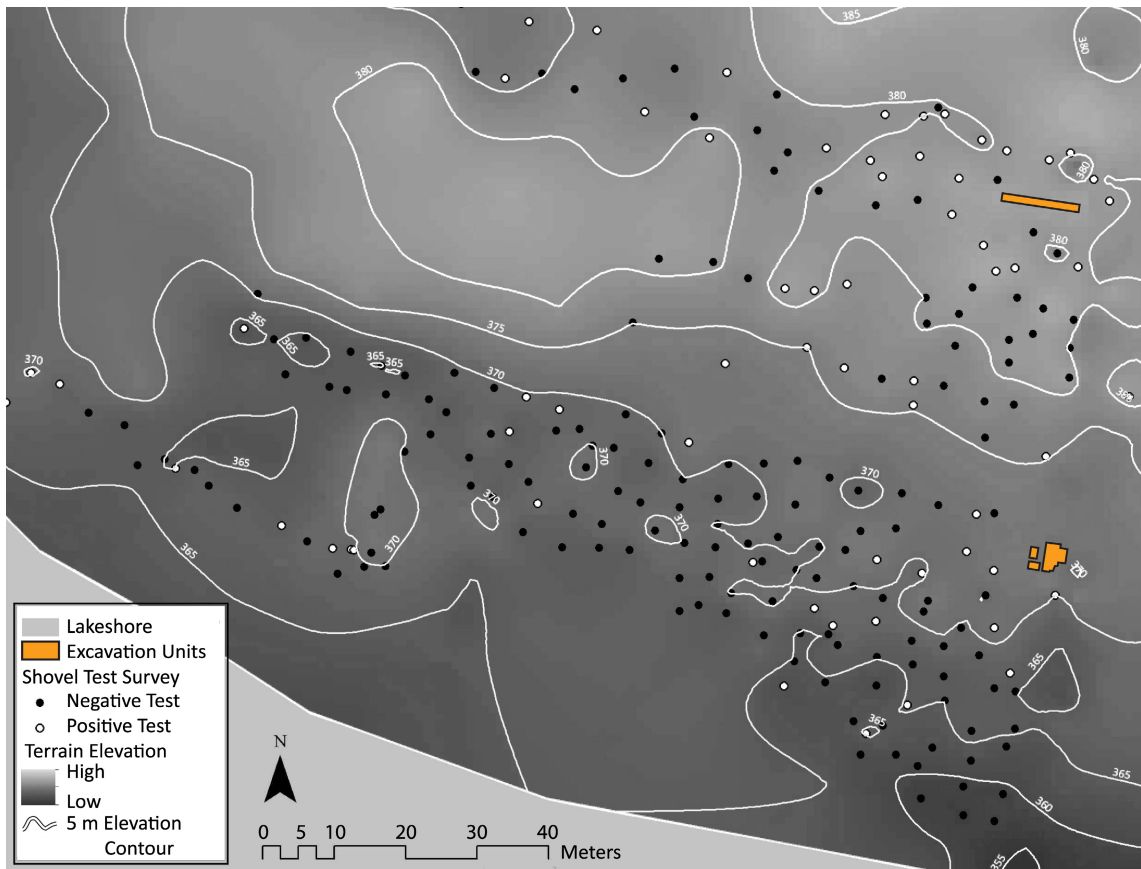 385
380
380
380
380
380
375
370
365
365
365
365
370
370
370
370
370
365
365
370
370
365
365
365
360
355
Lakeshore
Excavation Units
Shovel Test Survey
Negative Test
Positive Test
Terrain Elevation
High
Low
5 m Elevation
Contour
N
0 5 10 20 30 40 Meters